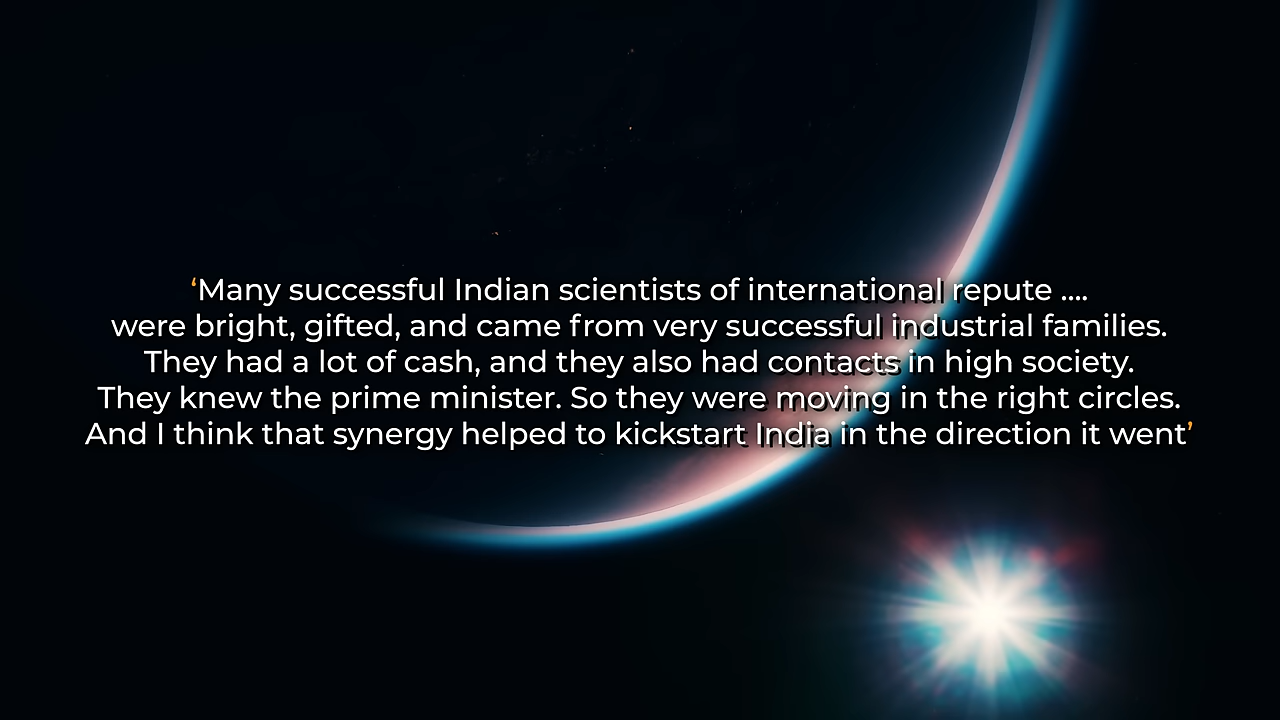 ‘Many successful Indian scientists of international repute ....
were bright, gifted, and came from very successful industrial families.
They had a lot of cash, and they also had contacts in high society.
They knew the prime minister. So they were moving in the right circles.
And I think that synergy helped to kickstart India in the direction it went’